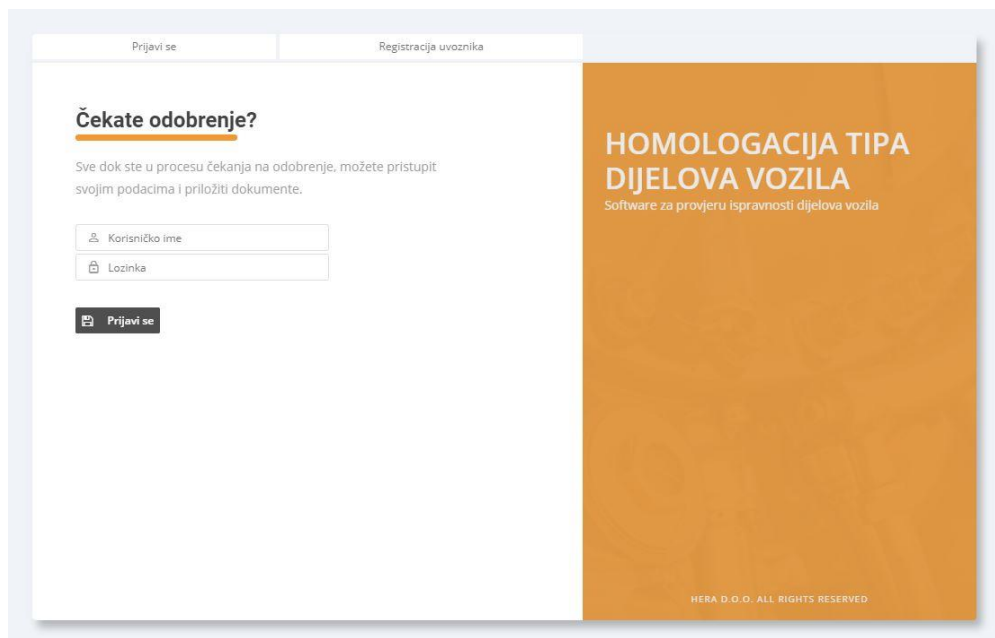 Prijavi se
Registracija uvoznika
Čekate odobrenje?
Sve dok ste u procesu čekanja na odobrenje, možete pristupit
svojim podacima i priložiti dokumente.
Korisničko ime
Lozinka
Prijavi se
HOMOLOGACIJA TIPA
DIJELOVA VOZILA
Software za provjeru ispravnosti dijelova vozila
HERA D.O.O. ALL RIGHTS RESERVED